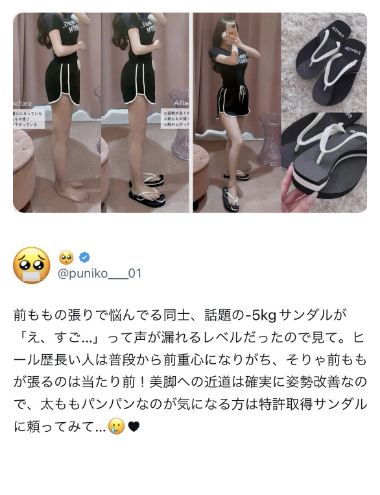 Before
After
🥺 
@puniko___01
前ももの張りで悩んでる同士、話題の-5kgサンダルが
「え、すご…」って声が漏れるレベルだったので見て。ヒ
ール歴長い人は普段から前重心になりがち、そりゃ前もも
が張るのは当たり前！美脚への近道は確実に姿勢改善なの
で、太ももパンパンなのが気になる方は特許取得サンダル
に頼ってみて…🥲🖤